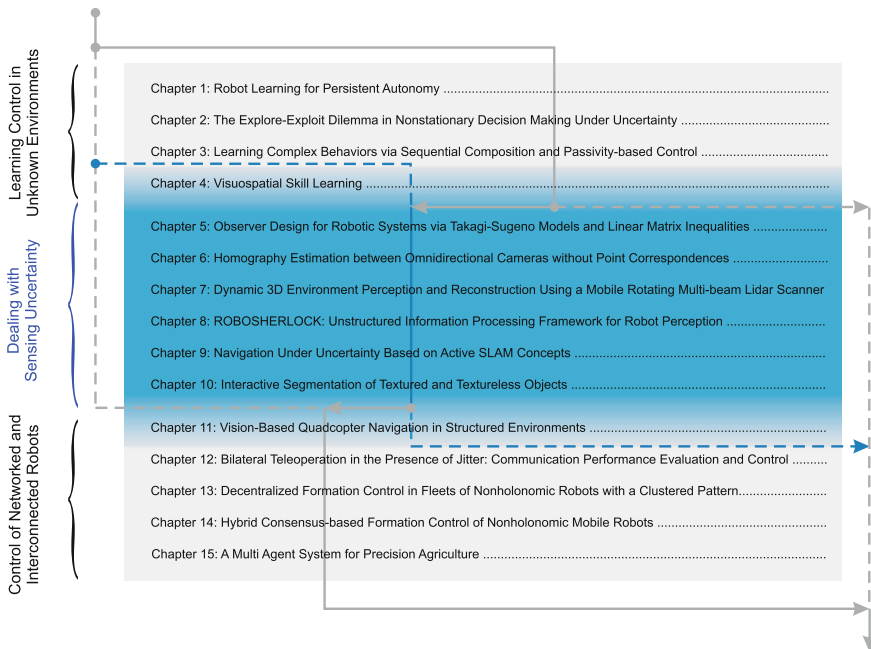 Learning Control in
Unknown Environments
Chapter 1: Robot Learning for Persistent Autonomy ................................................................
Chapter 2: The Explore-Exploit Dilemma in Nonstationary Decision Making Under Uncertainty ........................
Chapter 3: Learning Complex Behaviors via Sequential Composition and Passivity-based Control .....................
Chapter 4: Visuospatial Skill Learning ................................................................
Dealing with
Sensing Uncertainty
Chapter 5: Observer Design for Robotic Systems via Takagi-Sugeno Models and Linear Matrix Inequalities .............
Chapter 6: Homography Estimation between Omnidirectional Cameras without Point Correspondences .................
Chapter 7: Dynamic 3D Environment Perception and Reconstruction Using a Mobile Rotating Multi-beam Lidar Scanner
Chapter 8: ROBOSHERLOCK: Unstructured Information Processing Framework for Robot Perception ..................
Chapter 9: Navigation Under Uncertainty Based on Active SLAM Concepts ..........................................
Chapter 10: Interactive Segmentation of Textured and Textureless Objects ..........................................
Control of Networked and
Interconnected Robots
Chapter 11: Vision-Based Quadcopter Navigation in Structured Environments ........................................
Chapter 12: Bilateral Teleoperation in the Presence of Jitter: Communication Performance Evaluation and Control ..........
Chapter 13: Decentralized Formation Control in Fleets of Nonholonomic Robots with a Clustered Pattern...............
Chapter 14: Hybrid Consensus-based Formation Control of Nonholonomic Mobile Robots ............................
Chapter 15: A Multi Agent System for Precision Agriculture ................................................................